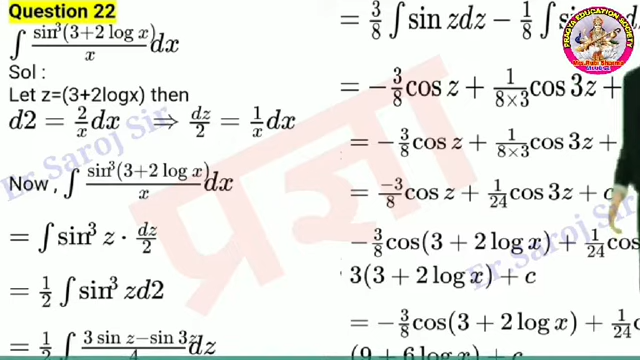 Question 22
∫ sin³(3+2 log x)/x dx
Sol :
Let z=(3+2logx) then
d2 = 2/x dx ⟹ dz/2 = 1/x dx
Now , ∫ sin³(3+2 log x)/x dx
= ∫ sin³ z · dz/2
= 1/2 ∫ sin³ zd2
= 1/2 ∫ (3 sin z−sin 3z)/4 dz
= 3/8 ∫ sin zdz − 1/8 ∫
= −3/8 cos z + 1/(8×3) cos 3z +
= −3/8 cos z + 1/(8×3) cos 3z +
= −3/8 cos z + 1/24 cos 3z + c
−3/8 cos(3 + 2 log x) + 1/24 cos
3(3 + 2 log x) + c
= −3/8 cos(3 + 2 log x) + 1/24
(9 + 6 log x) + c
PRAGYA EDUCATION SOCIETY
Er. Saroj Sir
प्रज्ञा
Er. Saroj Sir